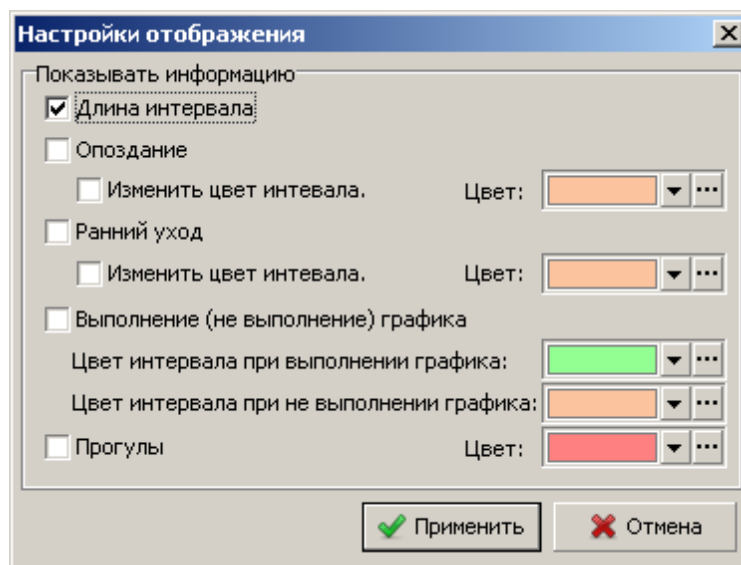 Настройки отображения
Показывать информацию
Длина интервала
Опоздание
Изменить цвет интевала. Цвет:
Ранний уход
Изменить цвет интевала. Цвет:
Выполнение (не выполнение) графика
Цвет интервала при выполнении графика:
Цвет интервала при не выполнении графика:
Прогулы Цвет:
Применить Отмена